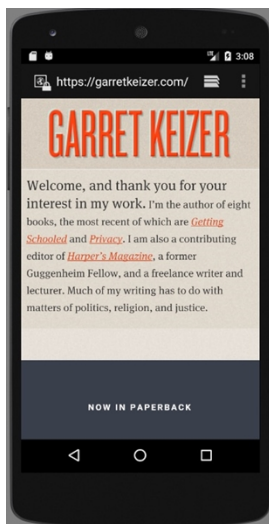 3:08
https://garretkeizer.com/
GARRET KEIZER
Welcome, and thank you for your
interest in my work. I'm the author of eight
books, the most recent of which are Getting
Schooled and Privacy. I am also a contributing
editor of Harper's Magazine, a former
Guggenheim Fellow, and a freelance writer and
lecturer. Much of my writing has to do with
matters of politics, religion, and justice.
NOW IN PAPERBACK